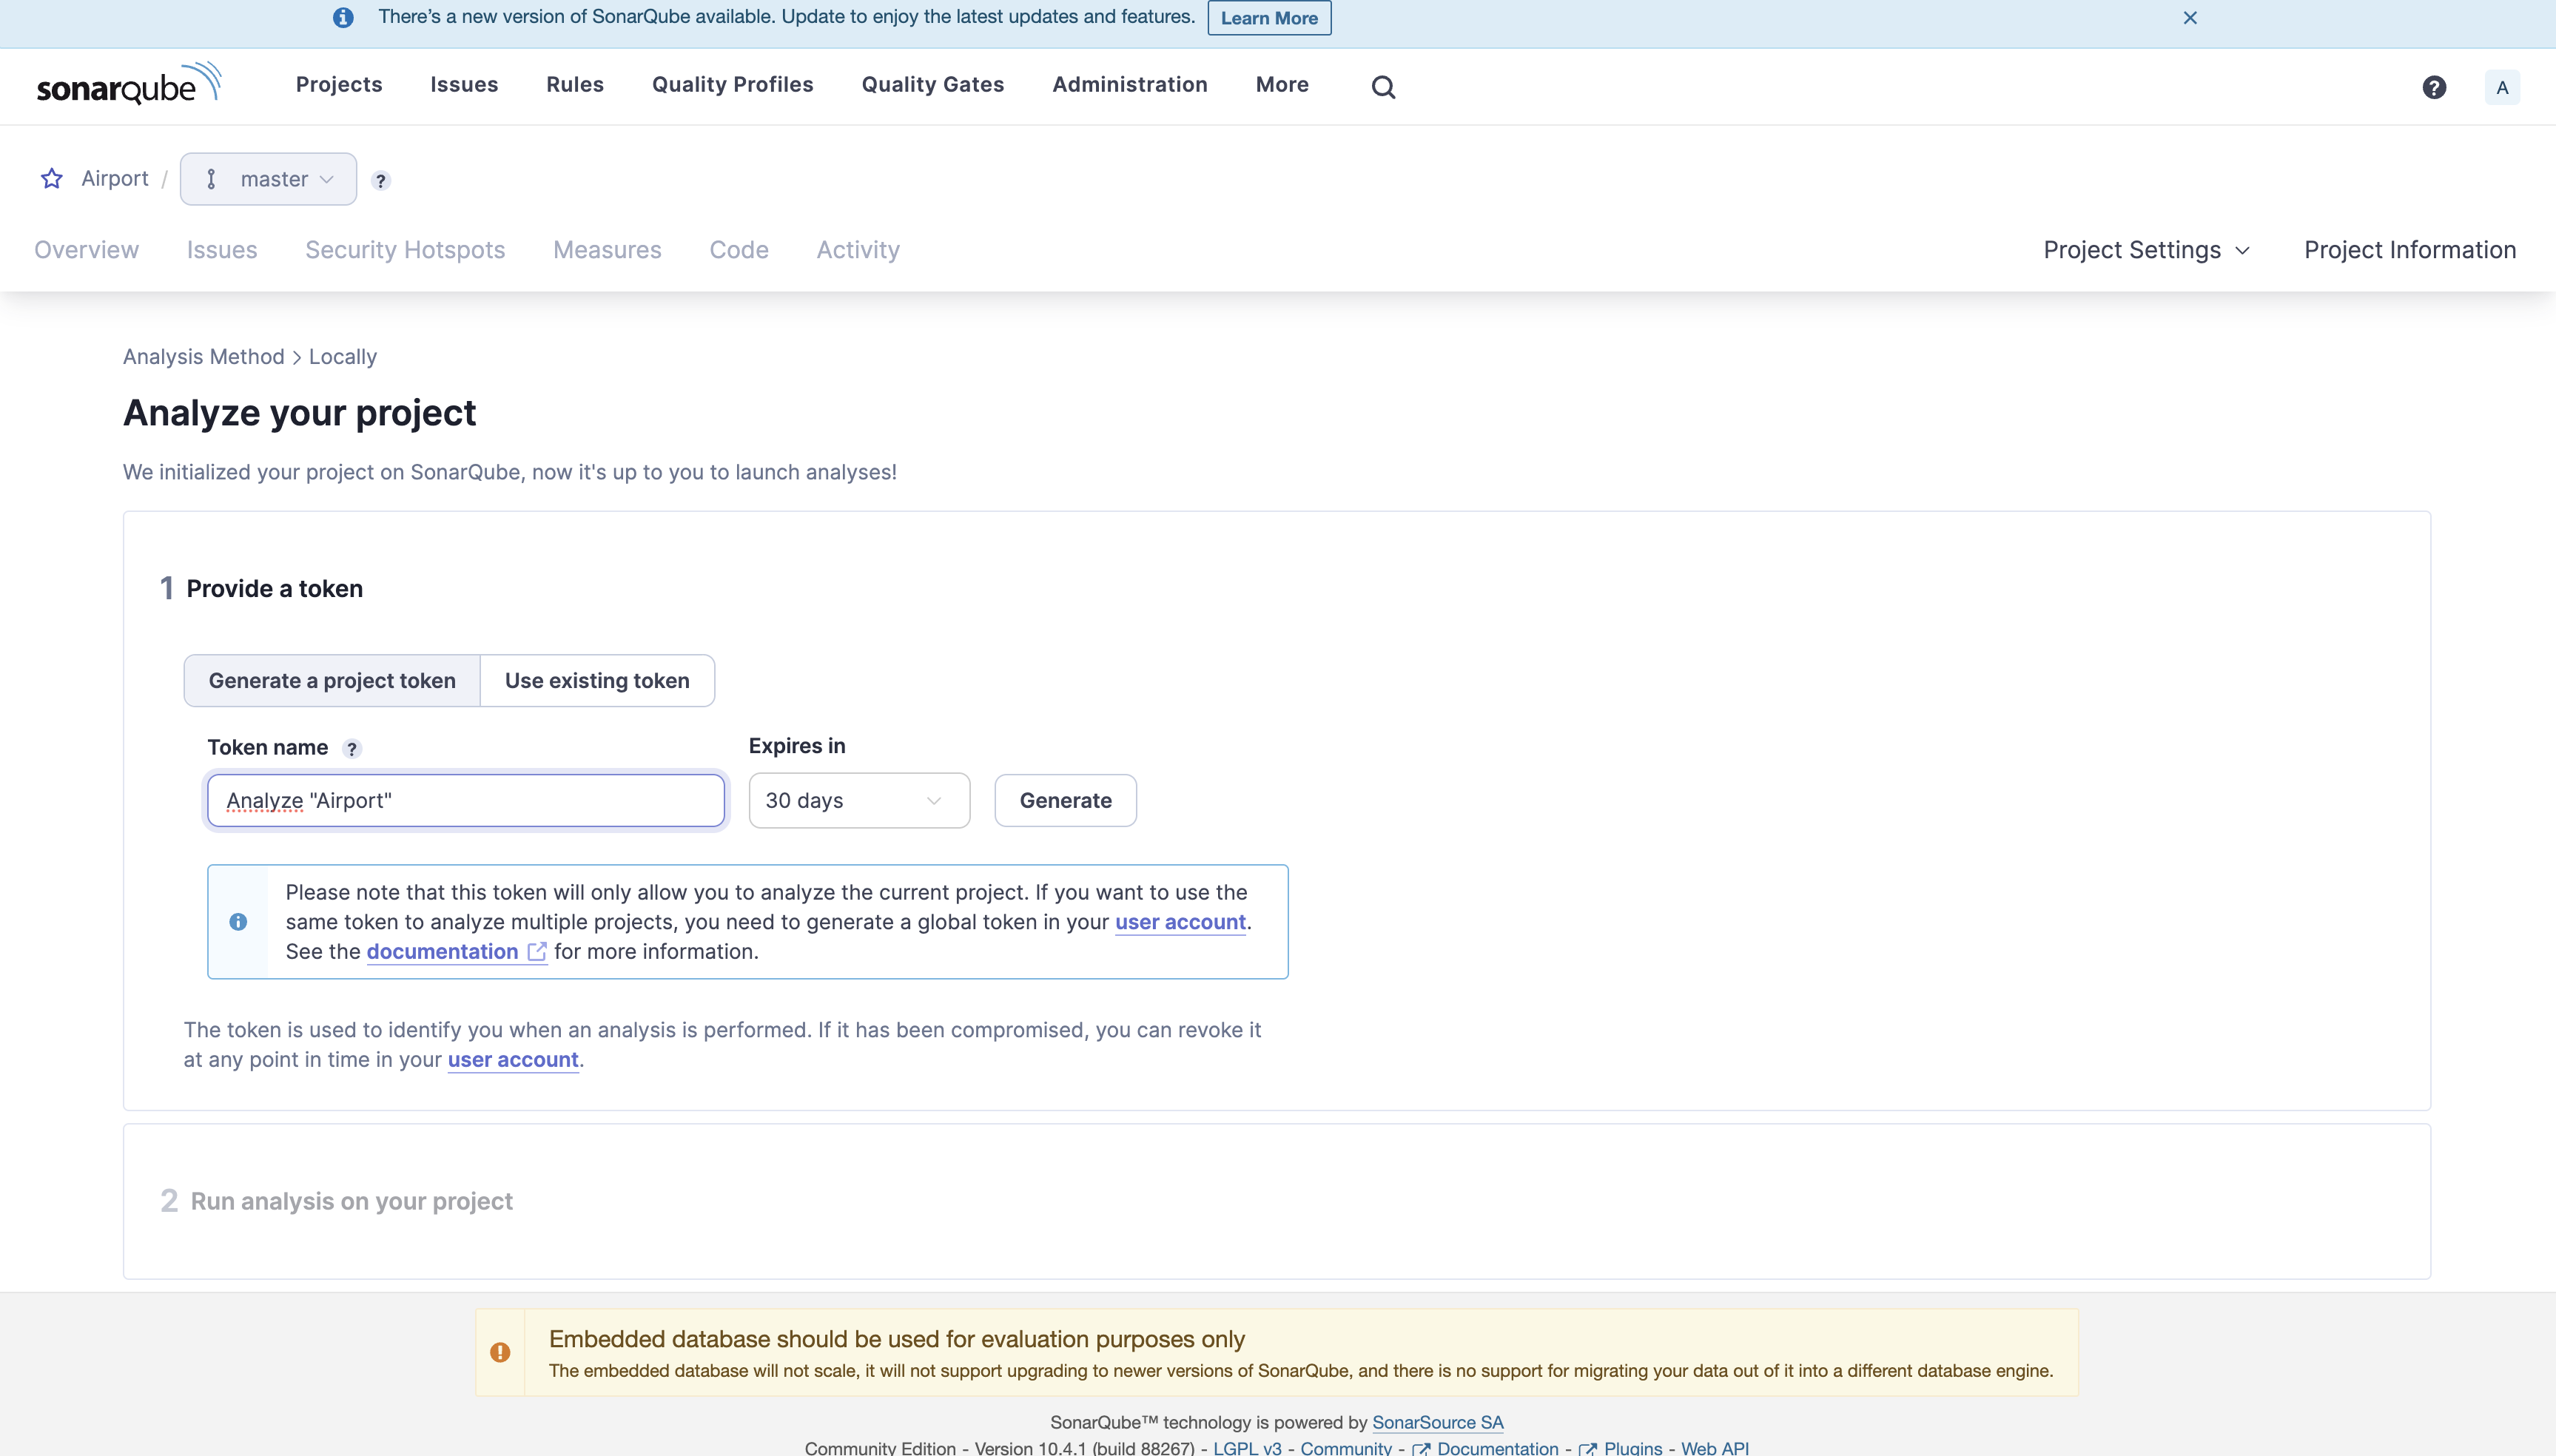 There's a new version of SonarQube available. Update to enjoy the latest updates and features. Learn More
sonarqube Projects Issues Rules Quality Profiles Quality Gates Administration More A
Airport / master ?
Overview Issues Security Hotspots Measures Code Activity Project Settings Project Information
Analysis Method > Locally
Analyze your project
We initialized your project on SonarQube, now it's up to you to launch analyses!
1 Provide a token
Generate a project token Use existing token
Token name ? Expires in
Analyze "Airport" 30 days Generate
Please note that this token will only allow you to analyze the current project. If you want to use the
same token to analyze multiple projects, you need to generate a global token in your user account.
See the documentation for more information.
The token is used to identify you when an analysis is performed. If it has been compromised, you can revoke it
at any point in time in your user account.
2 Run analysis on your project
Embedded database should be used for evaluation purposes only
The embedded database will not scale, it will not support upgrading to newer versions of SonarQube, and there is no support for migrating your data out of it into a different database engine.
SonarQube™ technology is powered by SonarSource SA
Community Edition - Version 10.4.1 (build 88267) - LGPL v3 - Community - Documentation - Plugins - Web API